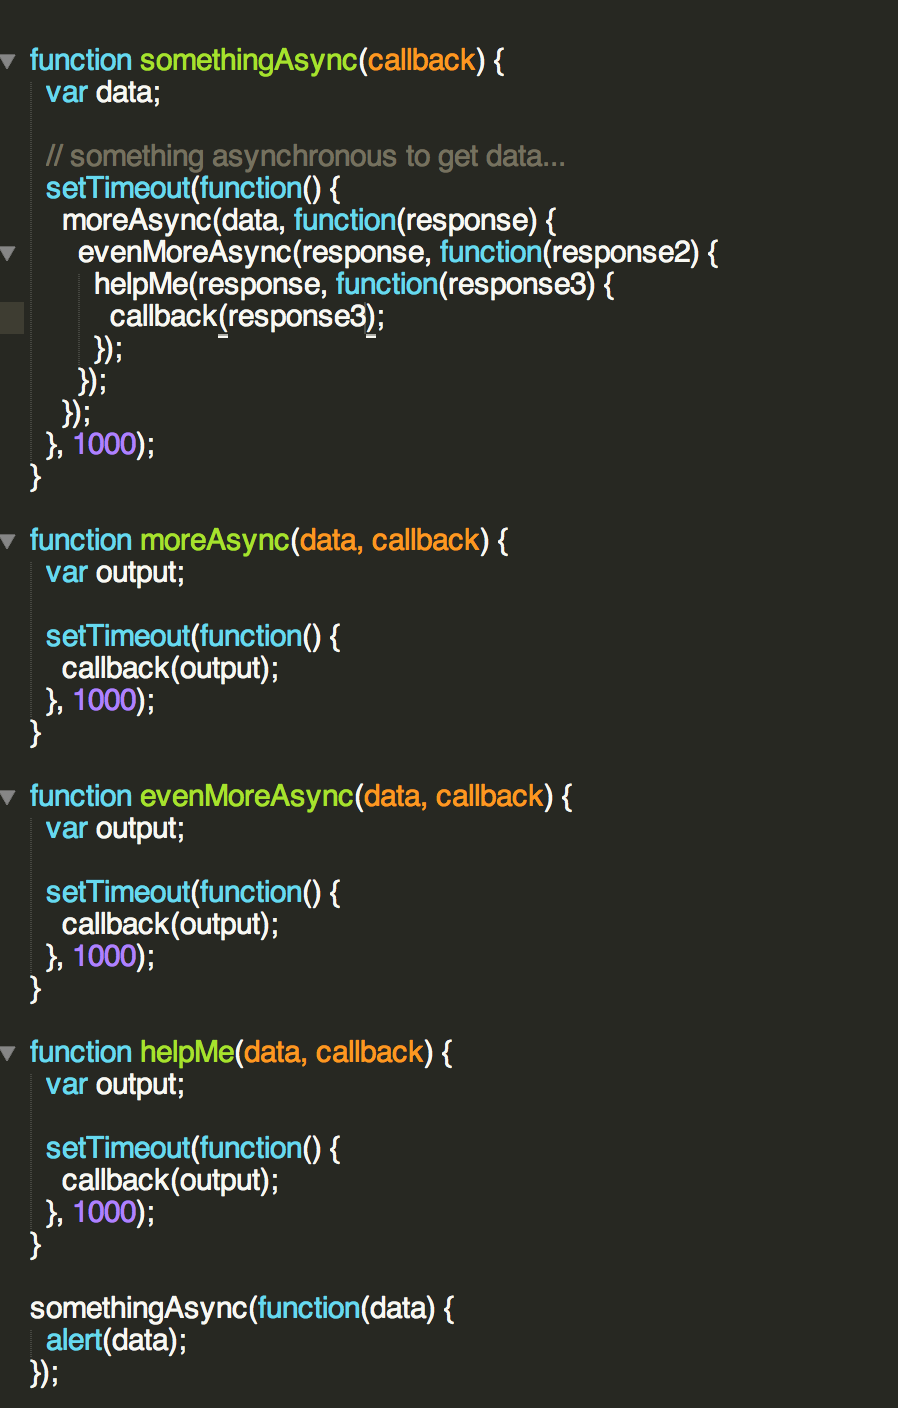 function somethingAsync(callback) {
  var data;

  // something asynchronous to get data...
  setTimeout(function() {
    moreAsync(data, function(response) {
      evenMoreAsync(response, function(response2) {
        helpMe(response, function(response3) {
          callback(response3);
        });
      });
    });
  }, 1000);
}

function moreAsync(data, callback) {
  var output;

  setTimeout(function() {
    callback(output);
  }, 1000);
}

function evenMoreAsync(data, callback) {
  var output;

  setTimeout(function() {
    callback(output);
  }, 1000);
}

function helpMe(data, callback) {
  var output;

  setTimeout(function() {
    callback(output);
  }, 1000);
}

somethingAsync(function(data) {
  alert(data);
});